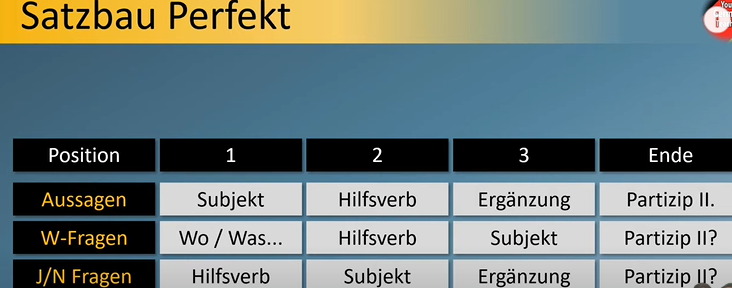 Satzbau Perfekt
Position 1 2 3 Ende
Aussagen Subjekt Hilfsverb Ergänzung Partizip II.
W-Fragen Wo / Was... Hilfsverb Subjekt Partizip II?
J/N Fragen Hilfsverb Subjekt Ergänzung Partizip II?